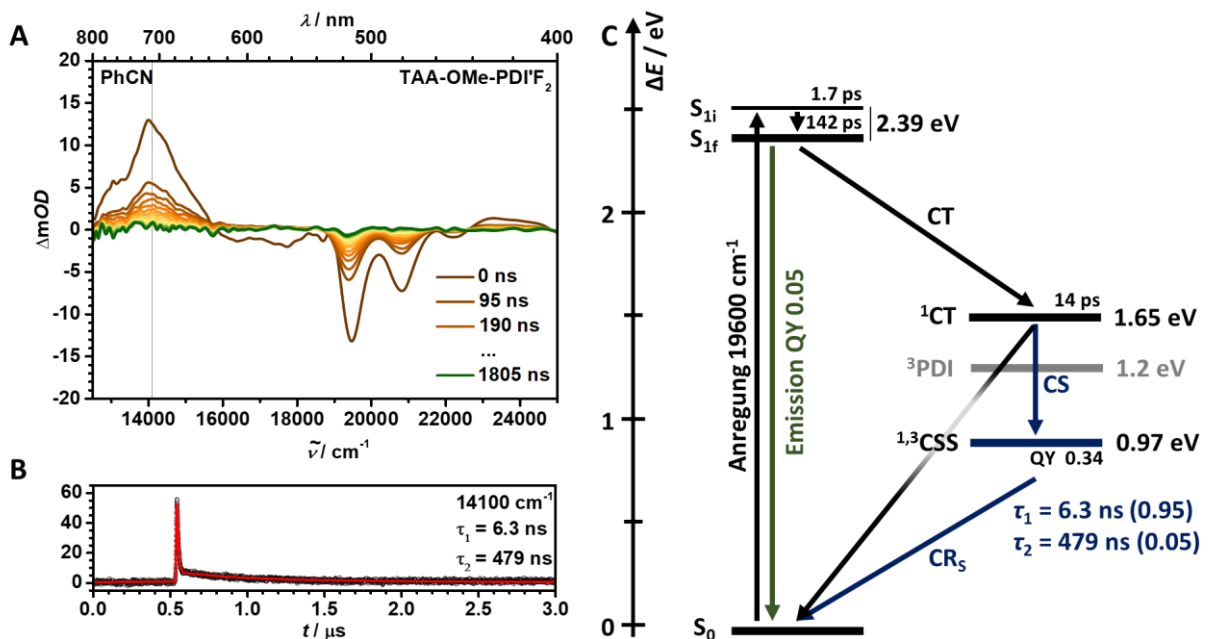 A
λ / nm
800 700 600 500 400
PhCN TAA-OMe-PDI'F₂
ΔmOD
20
15
10
5
0
-5
-10
-15
-20
0 ns
95 ns
190 ns
...
1805 ns
14000 16000 18000 20000 22000 24000
ṽ / cm⁻¹
B
60
40
20
0
14100 cm⁻¹
τ₁ = 6.3 ns
τ₂ = 479 ns
0.0 0.5 1.0 1.5 2.0 2.5 3.0
t / µs
C
ΔE / eV
2
1
0
S₁ᵢ
1.7 ps
S₁f
142 ps
2.39 eV
Anregung 19600 cm⁻¹
Emission QY 0.05
CT
14 ps
¹CT
1.65 eV
³PDI
1.2 eV
CS
¹,³CSS
0.97 eV
QY 0.34
τ₁ = 6.3 ns (0.95)
τ₂ = 479 ns (0.05)
CRS
S₀